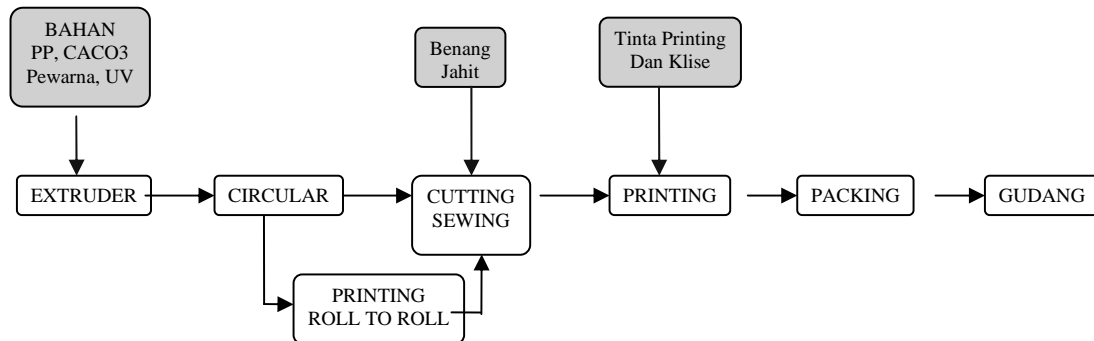 BAHAN
PP, CACO3
Pewarna, UV
Benang
Jahit
Tinta Printing
Dan Klise
EXTRUDER
CIRCULAR
CUTTING
SEWING
PRINTING
PACKING
GUDANG
PRINTING
ROLL TO ROLL